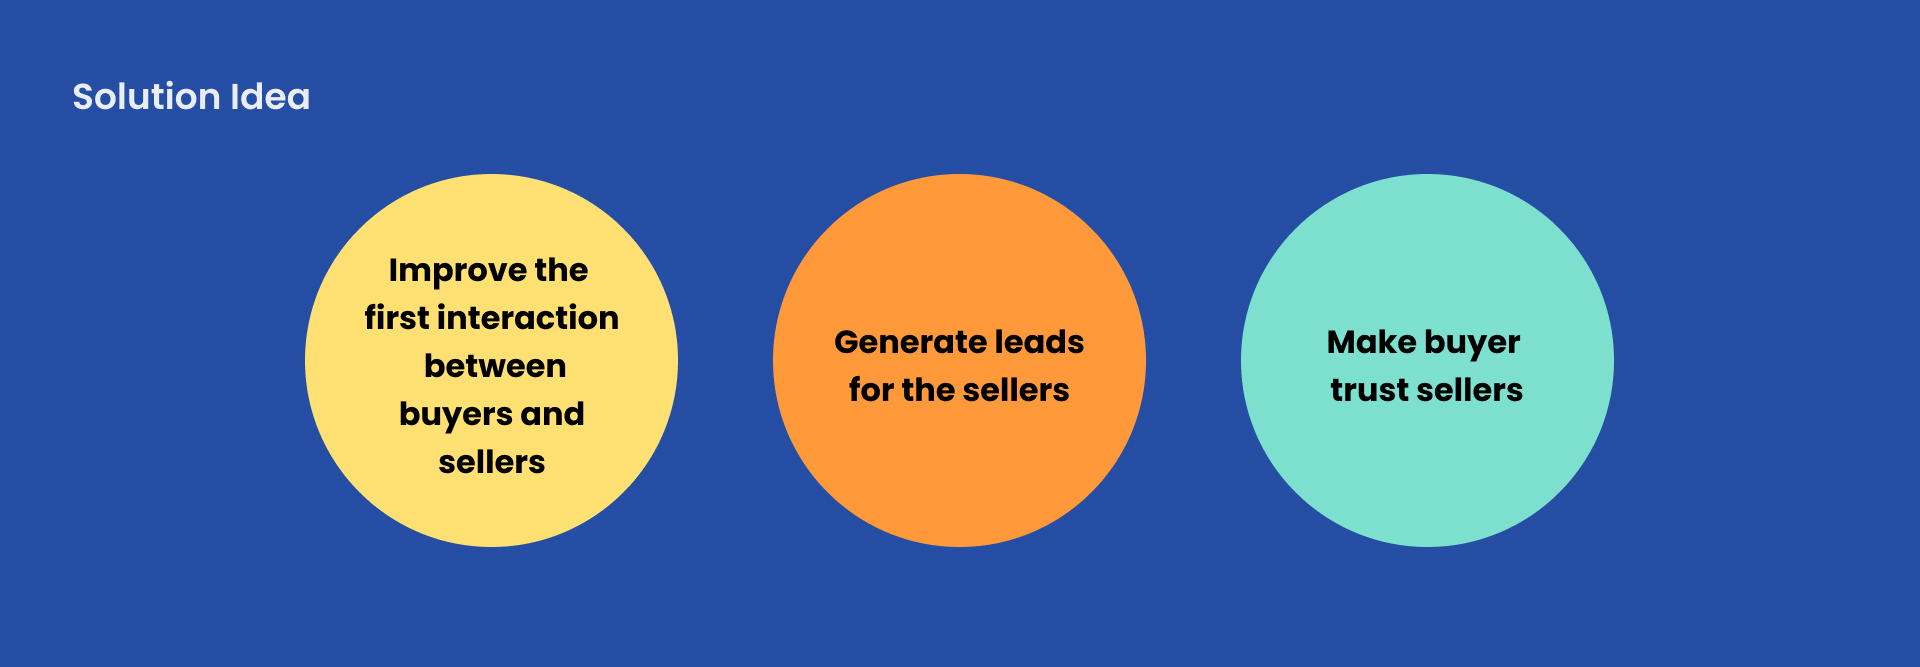 Solution Idea
Improve the
first interaction
between
buyers and
sellers
Generate leads
for the sellers
Make buyer
trust sellers